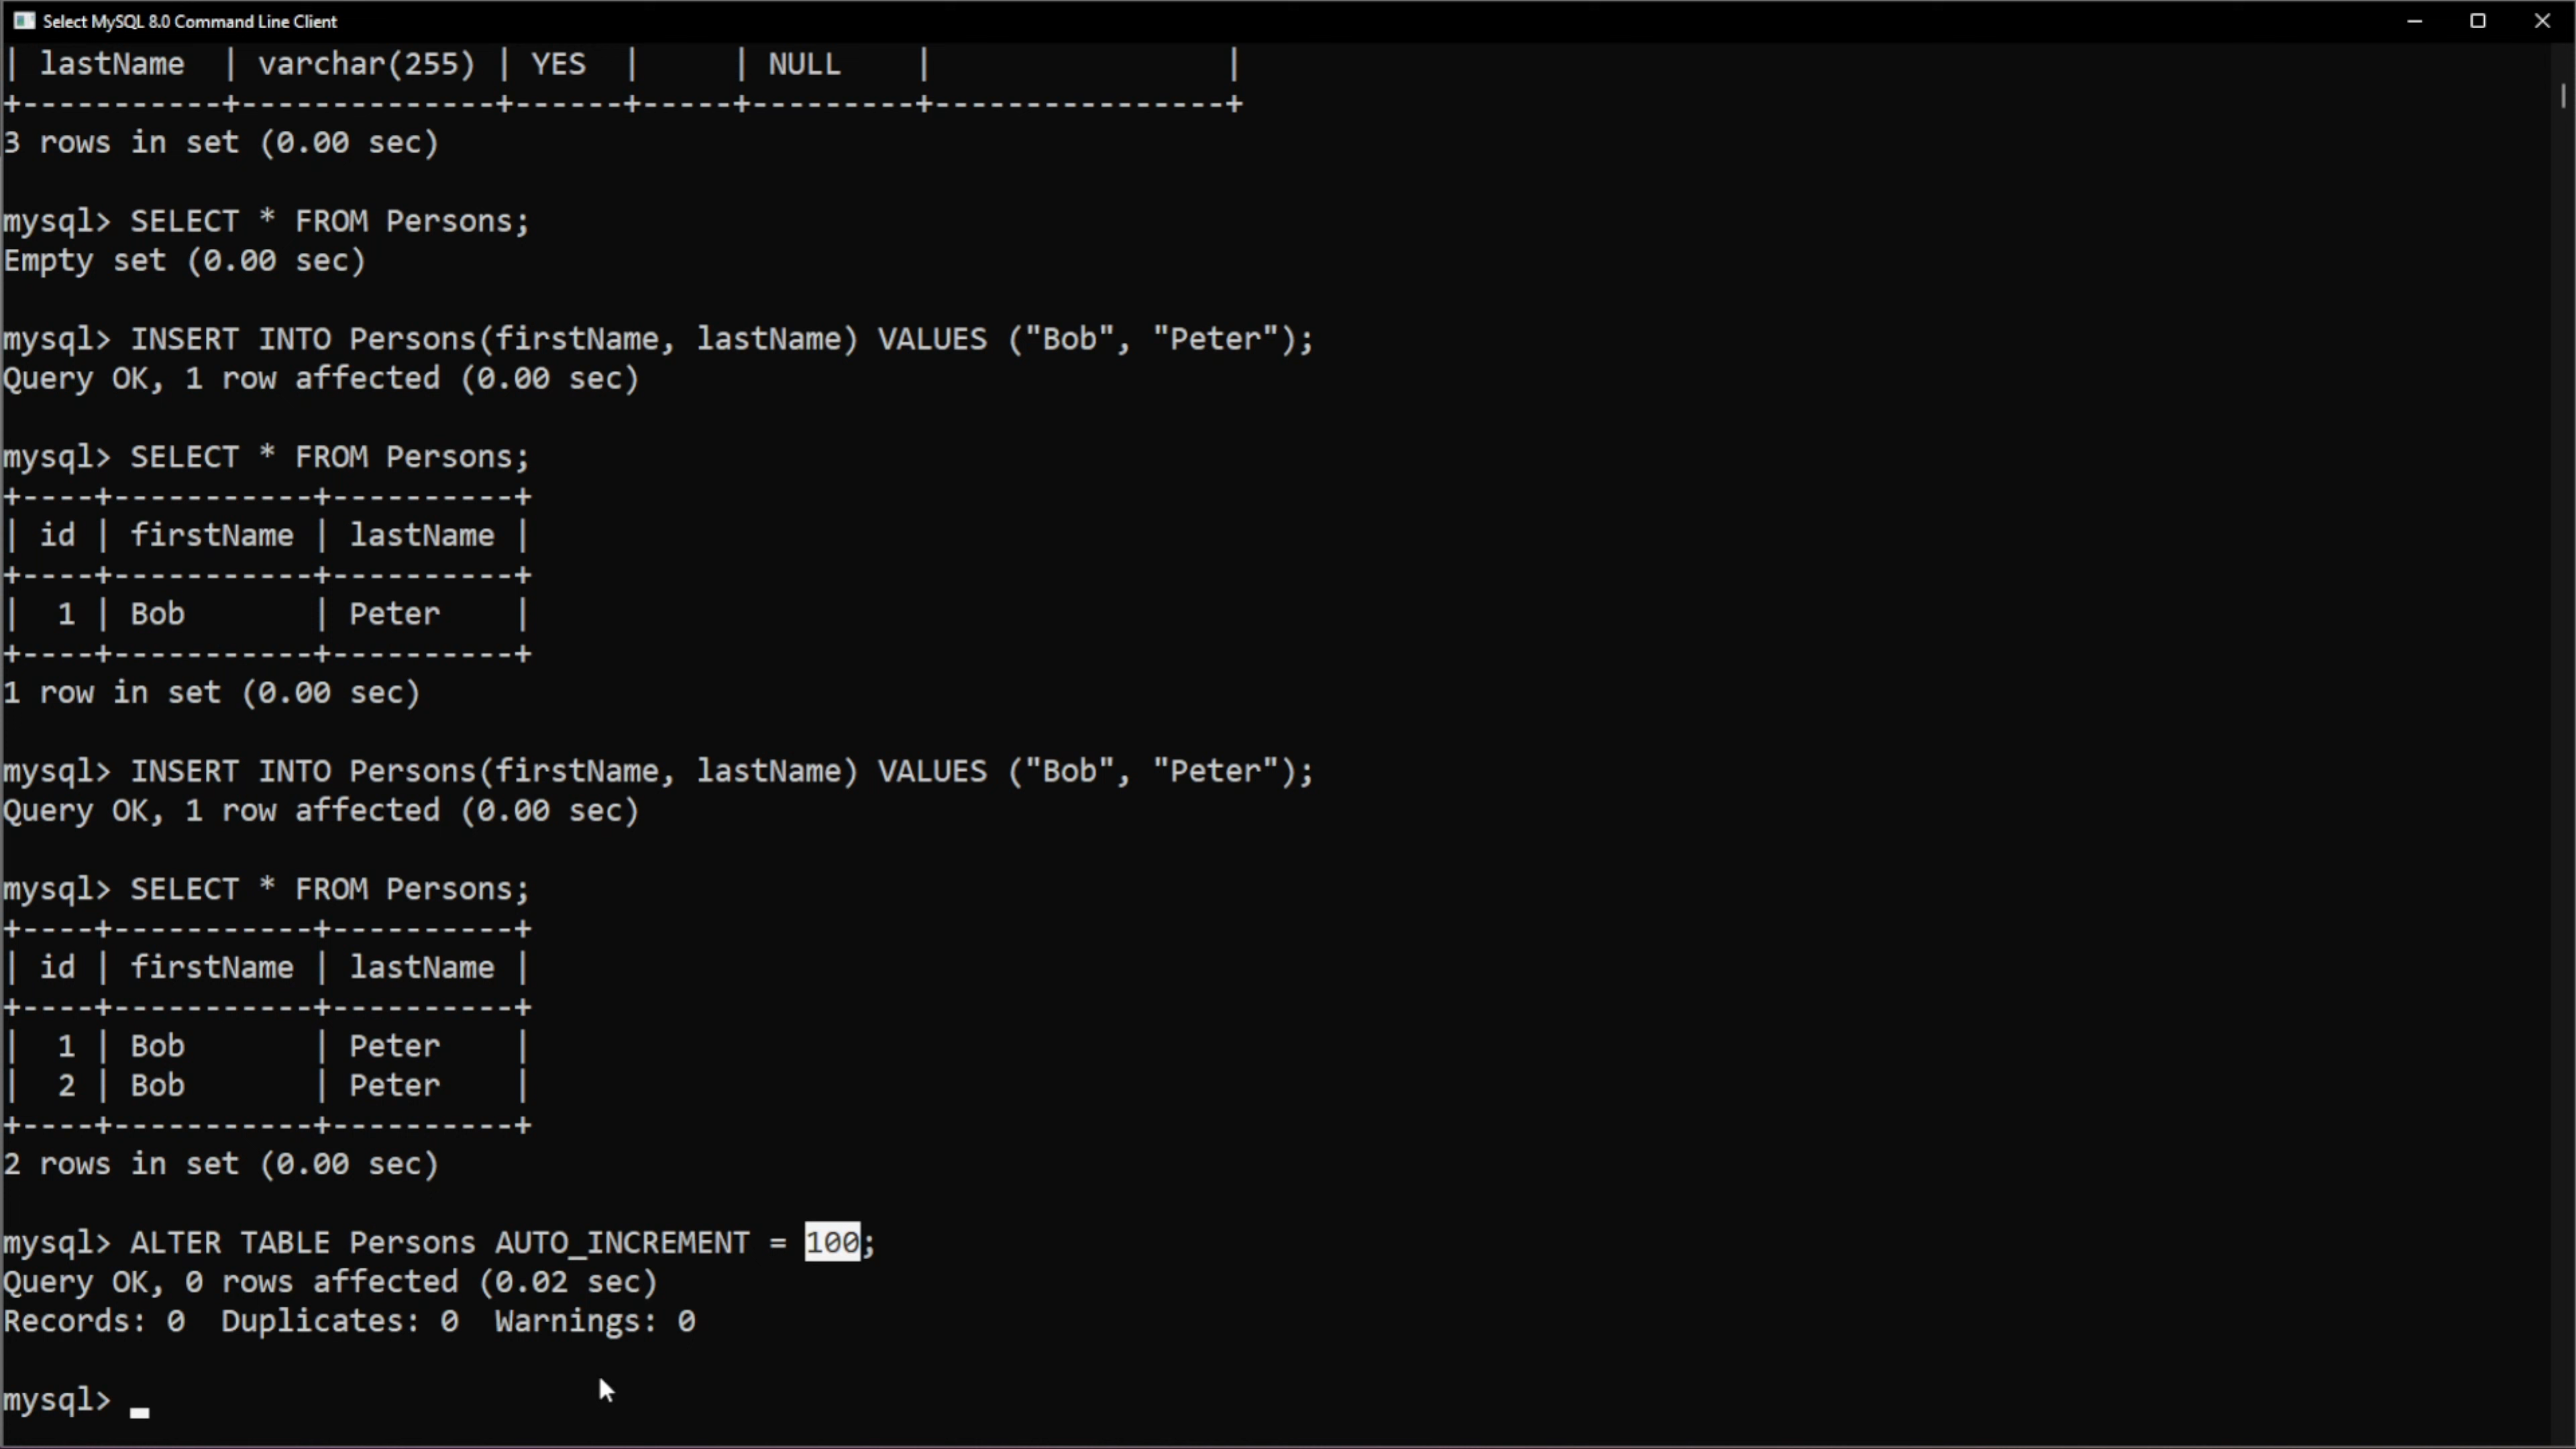 Select MySQL 8.0 Command Line Client
| lastName  | varchar(255) | YES  |     | NULL    |                |
+-----------+--------------+------+-----+---------+----------------+
3 rows in set (0.00 sec)
mysql> SELECT * FROM Persons;
Empty set (0.00 sec)
mysql> INSERT INTO Persons(firstName, lastName) VALUES ("Bob", "Peter");
Query OK, 1 row affected (0.00 sec)
mysql> SELECT * FROM Persons;
+----+-----------+----------+
| id | firstName | lastName |
+----+-----------+----------+
|  1 | Bob       | Peter    |
+----+-----------+----------+
1 row in set (0.00 sec)
mysql> INSERT INTO Persons(firstName, lastName) VALUES ("Bob", "Peter");
Query OK, 1 row affected (0.00 sec)
mysql> SELECT * FROM Persons;
+----+-----------+----------+
| id | firstName | lastName |
+----+-----------+----------+
|  1 | Bob       | Peter    |
|  2 | Bob       | Peter    |
+----+-----------+----------+
2 rows in set (0.00 sec)
mysql> ALTER TABLE Persons AUTO_INCREMENT = 100;
Query OK, 0 rows affected (0.02 sec)
Records: 0  Duplicates: 0  Warnings: 0
mysql>